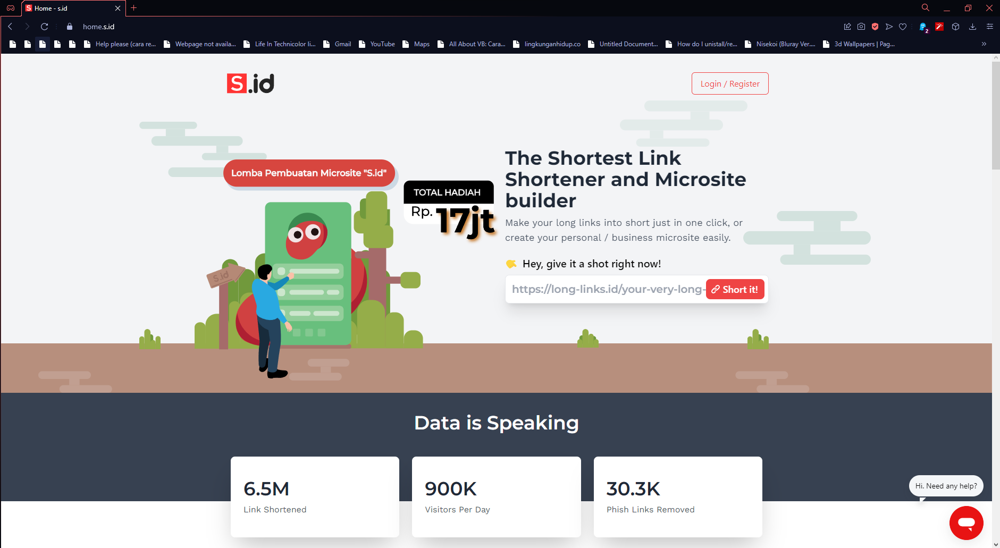 Home - s.id
home.s.id
2
Help please (cara re...
Webpage not availa...
Life In Technicolor li...
Gmail
YouTube
Maps
All About VB: Cara...
lingkunganhidup.co
Untitled Document...
How do I unistall/re...
Nisekoi (Bluray Ver....
3d Wallpapers | Pag...
S.id
Login / Register
Lomba Pembuatan Microsite "S.id"
TOTAL HADIAH
Rp. 17jt
S.id
The Shortest Link
Shortener and Microsite
builder
Make your long links into short just in one click, or
create your personal / business microsite easily.
Hey, give it a shot right now!
https://long-links.id/your-very-long-
Short it!
Data is Speaking
6.5M
Link Shortened
900K
Visitors Per Day
30.3K
Phish Links Removed
Hi. Need any help?